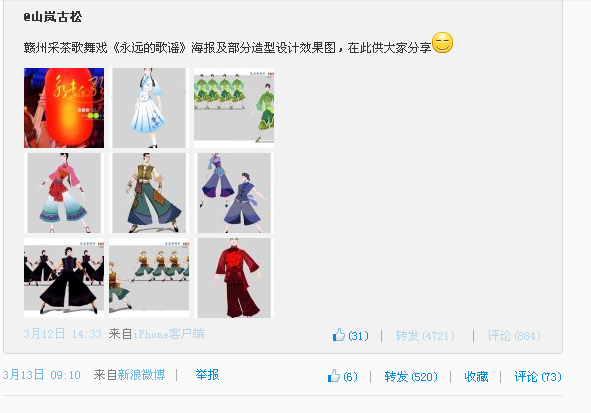 @山岚古松
赣州采茶歌舞戏《永远的歌谣》海报及部分造型设计效果图，在此供大家分享
永远的歌
3月12日 14:33 来自iPhone客户端 (31) | 转发(4721) | 评论(884)
3月13日 09:10 来自新浪微博 | 举报 (6) | 转发(520) | 收藏 | 评论(73)